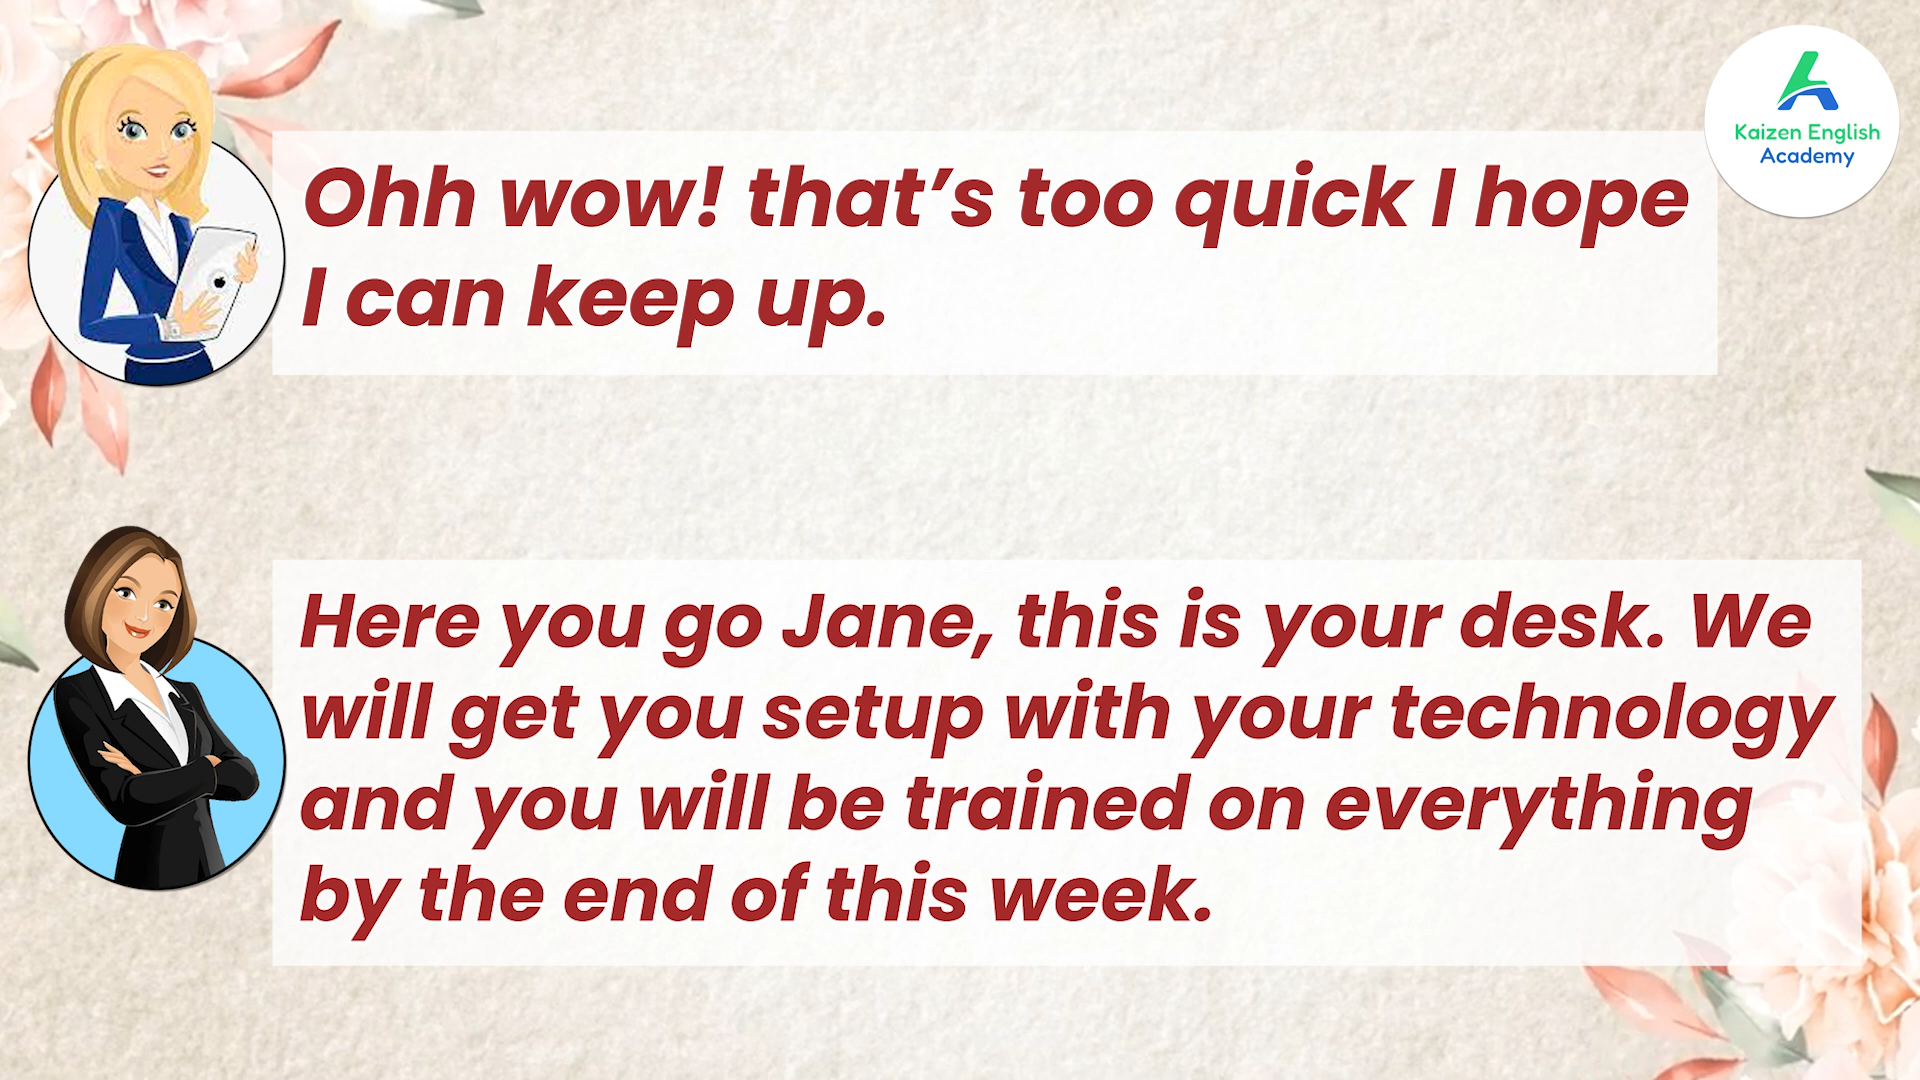 Kaizen English
Academy
Ohh wow! that’s too quick I hope
I can keep up.
Here you go Jane, this is your desk. We
will get you setup with your technology
and you will be trained on everything
by the end of this week.